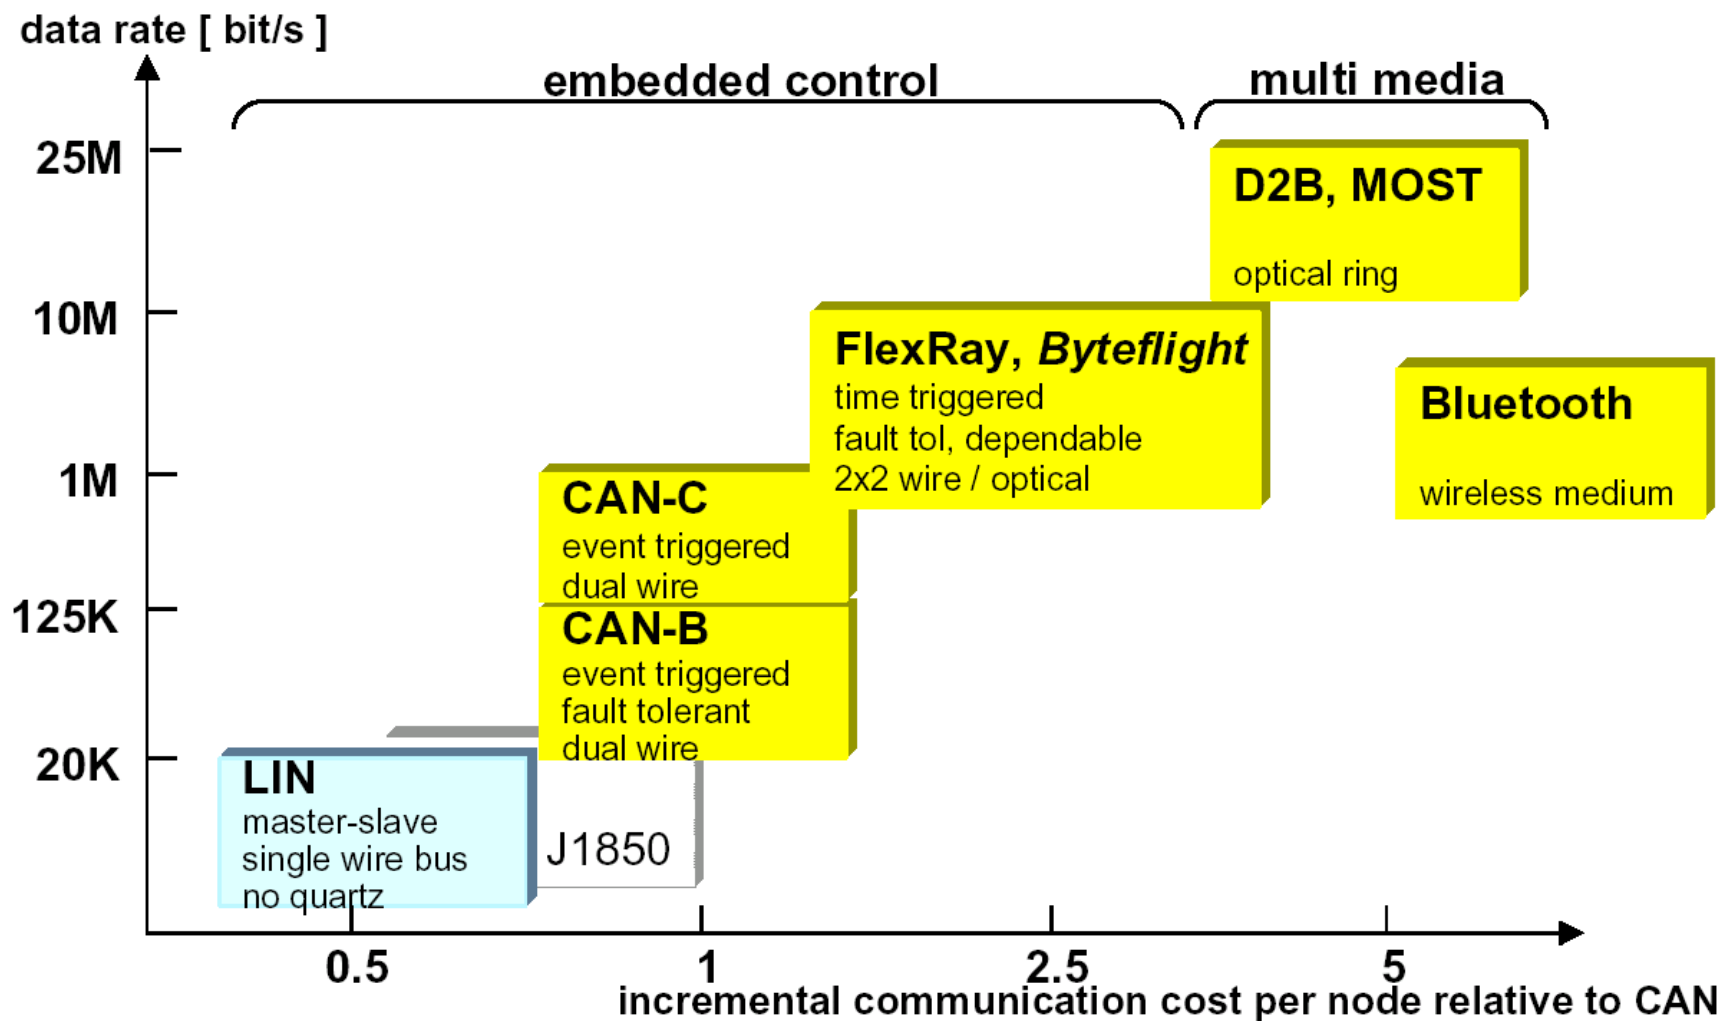 data rate [ bit/s ]
embedded control
multi media
25M
D2B, MOST
optical ring
10M
FlexRay, Byteflight
time triggered
fault tol, dependable
2x2 wire / optical
Bluetooth
wireless medium
1M
CAN-C
event triggered
dual wire
125K
CAN-B
event triggered
fault tolerant
dual wire
20K
LIN
master-slave
single wire bus
no quartz
J1850
0.5
1
2.5
5
incremental communication cost per node relative to CAN